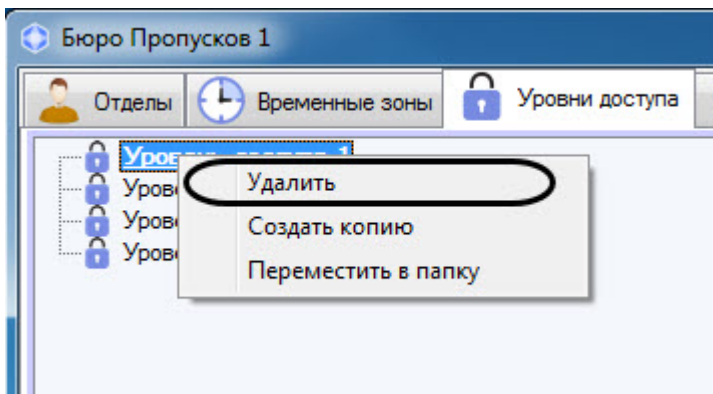 Бюро Пропусков 1
Отделы Временные зоны Уровни доступа
Удалить
Создать копию
Переместить в папку